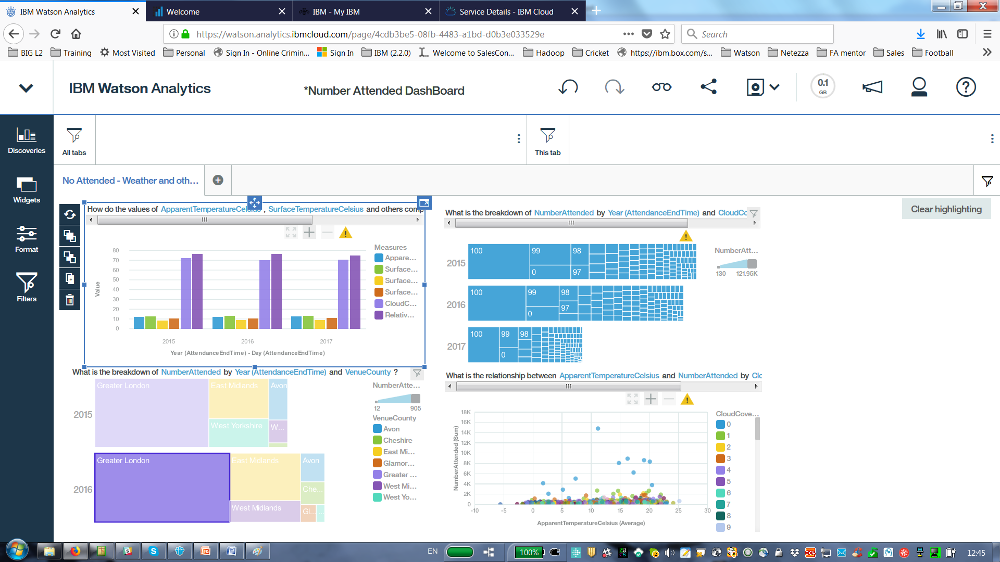 IBM Watson Analytics
Welcome
IBM - My IBM
Service Details - IBM Cloud
https://watson.analytics.ibmcloud.com/page/4cdb3be5-08fb-4483-a1bd-d0b3e033529e
Search
BIG L2
Training
Most Visited
Personal
Sign In - Online Crimin...
Sign In
IBM (2.2.0)
Welcome to SalesCon...
Hadoop
Cricket
https://ibm.box.com/s...
Watson
Netezza
FA mentor
Sales
Football
IBM Watson Analytics
*Number Attended DashBoard
0.1
GB
Discoveries
Widgets
Format
Filters
All tabs
This tab
No Attended - Weather and oth...
Clear highlighting
How do the values of ApparentTemperatureCelsius , SurfaceTemperatureCelsius and others comp
80
70
60
50
40
30
20
10
0
Value
2015
2016
2017
Year (AttendanceEndTime) - Day (AttendanceEndTime)
Measures
Appare...
Surface...
Surface...
Surface...
CloudC...
Relativ...
What is the breakdown of NumberAttended by Year (AttendanceEndTime) and CloudCo
2015
100
99
98
0
97
2016
100
99
98
0
97
2017
100
99
98
0
NumberAtt...
130
121.95K
What is the breakdown of NumberAttended by Year (AttendanceEndTime) and VenueCounty ?
2015
Greater London
East Midlands
Avon
West Yorkshire
W...
2016
Greater London
East Midlands
Avon
Che...
West Midlands
Gl...
...
NumberAtte...
12
905
VenueCounty
Avon
Cheshire
East Mi...
Glamor...
Greater ...
West Mi...
West Yo...
What is the relationship between ApparentTemperatureCelsius and NumberAttended by Clo
18K
16K
14K
12K
10K
8K
6K
4K
2K
0
NumberAttended (Sum)
-10
-5
0
5
10
15
20
25
30
ApparentTemperatureCelsius (Average)
CloudCove...
0
1
2
3
4
5
6
7
8
9
EN
100%
12:45